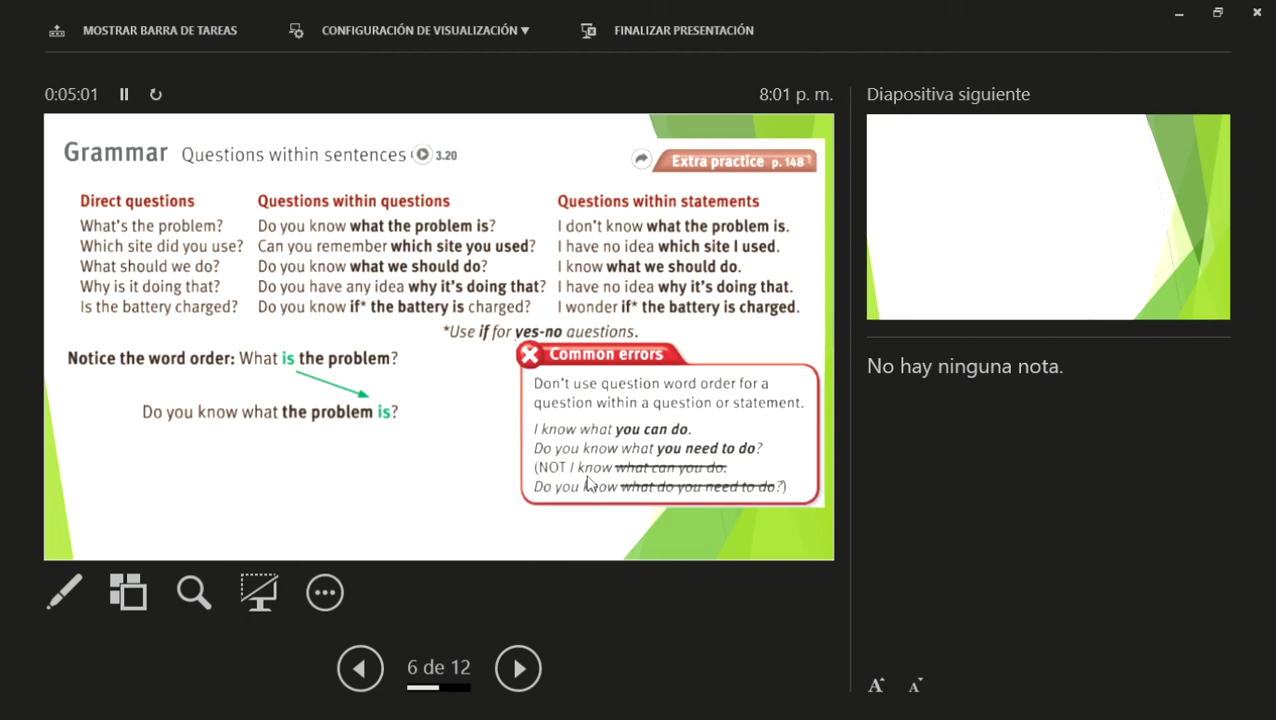 MOSTRAR BARRA DE TAREAS
CONFIGURACIÓN DE VISUALIZACIÓN ▼
FINALIZAR PRESENTACIÓN
0:05:01
8:01 p. m.
Diapositiva siguiente
Grammar Questions within sentences 3.20
Extra practice p. 148
Direct questions Questions within questions Questions within statements
What's the problem? Do you know what the problem is? I don't know what the problem is.
Which site did you use? Can you remember which site you used? I have no idea which site I used.
What should we do? Do you know what we should do? I know what we should do.
Why is it doing that? Do you have any idea why it's doing that? I have no idea why it's doing that.
Is the battery charged? Do you know if* the battery is charged? I wonder if* the battery is charged.
*Use if for yes-no questions.
Notice the word order: What is the problem?
Do you know what the problem is?
Common errors
Don't use question word order for a
question within a question or statement.
I know what you can do.
Do you know what you need to do?
(NOT I know what can you do.
Do you know what do you need to do?)
No hay ninguna nota.
6 de 12
A A